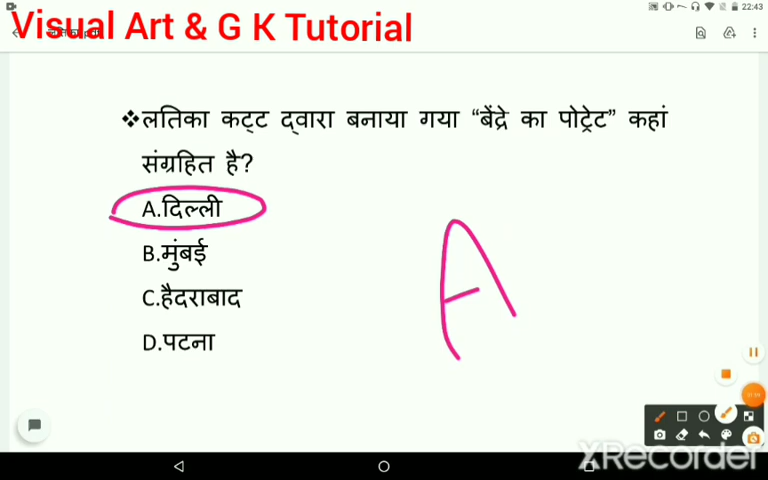 22:43
Visual Art & G K Tutorial
❖लतिका कट्ट द्वारा बनाया गया “बेंद्रे का पोट्रेट” कहां
संग्रहित है?
A.दिल्ली
B.मुंबई
C.हैदराबाद
D.पटना
A
XRecorder